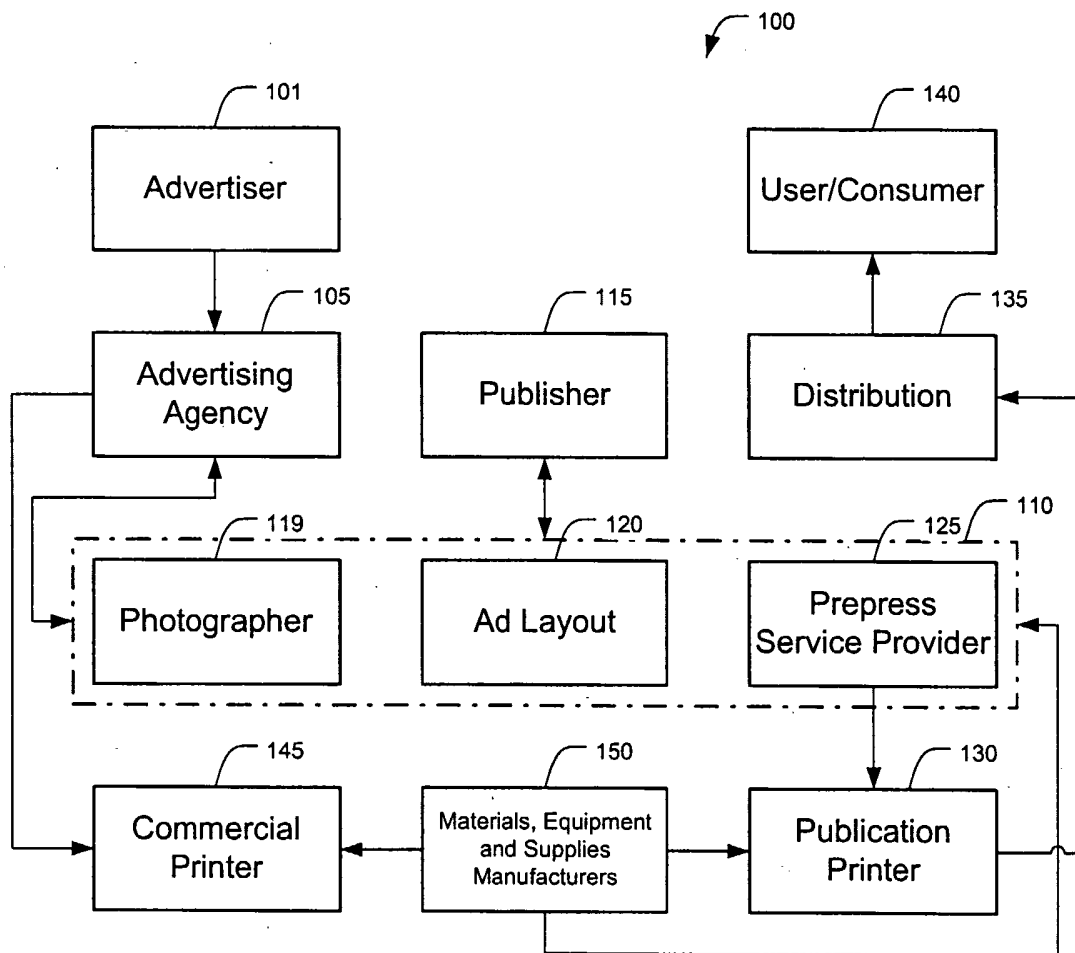 100
101
Advertiser
140
User/Consumer
105
Advertising
Agency
115
Publisher
135
Distribution
110
119
Photographer
120
Ad Layout
125
Prepress
Service Provider
145
Commercial
Printer
150
Materials, Equipment
and Supplies
Manufacturers
130
Publication
Printer